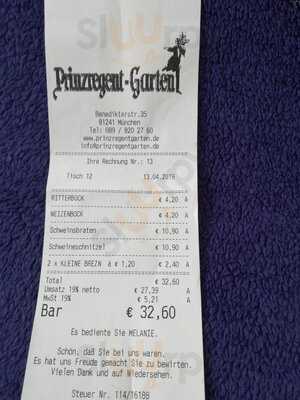 Prinzregent-Garten
Benedikterstr.35
81241 München
Tel: 089 / 820 27 60
www.prinzregentgarten.de
info@prinzregentgarten.de
Ihre Rechnung Nr.: 13
Tisch 12 13.04.2019
RITTERBOCK € 4,20 A
WEIZENBOCK € 4,20 A
Schweinsbraten € 10,90 A
Schweineschnitzel € 10,90 A
2 x KLEINE BREZN à € 1,20 € 2,40 A
Total € 32,60
Umsatz 19% netto € 27,39 A
MwSt 19% € 5,21 A
Bar € 32,60
Es bediente Sie MELANIE.
Schön, daß Sie bei uns waren.
Es hat uns Freude gemacht Sie zu bewirten.
Vielen Dank und auf Wiedersehen.
Steuer Nr. 114/16188